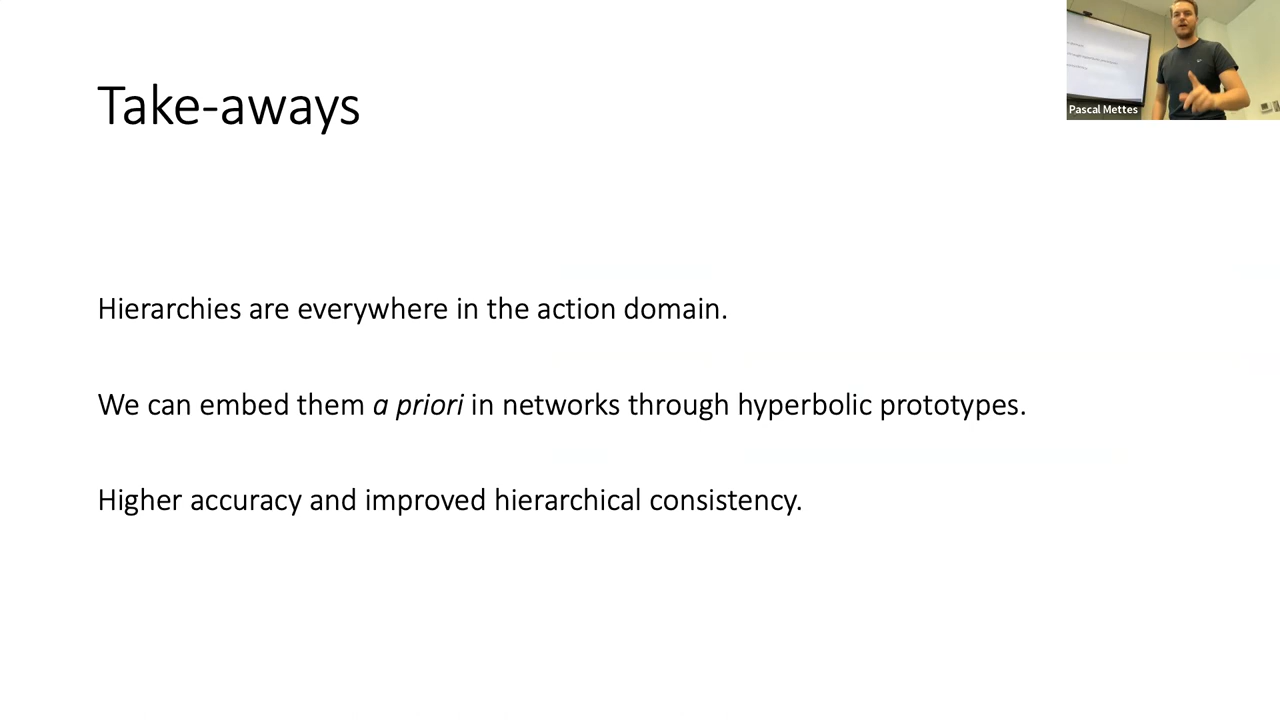 Take-aways
Pascal Mettes
Hierarchies are everywhere in the action domain.
We can embed them a priori in networks through hyperbolic prototypes.
Higher accuracy and improved hierarchical consistency.